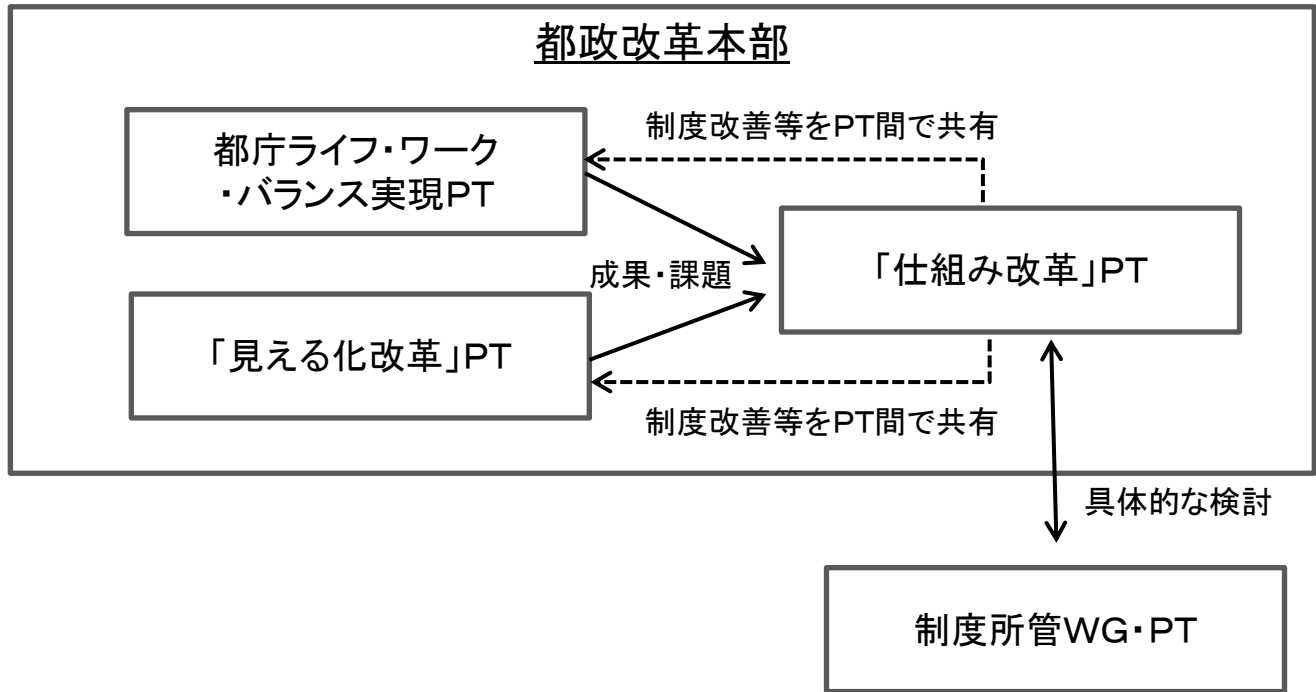 都政改革本部
制度改善等をPT間で共有
都庁ライフ・ワーク
・バランス実現PT
「仕組み改革」PT
成果・課題
「見える化改革」PT
制度改善等をPT間で共有
具体的な検討
制度所管WG・PT